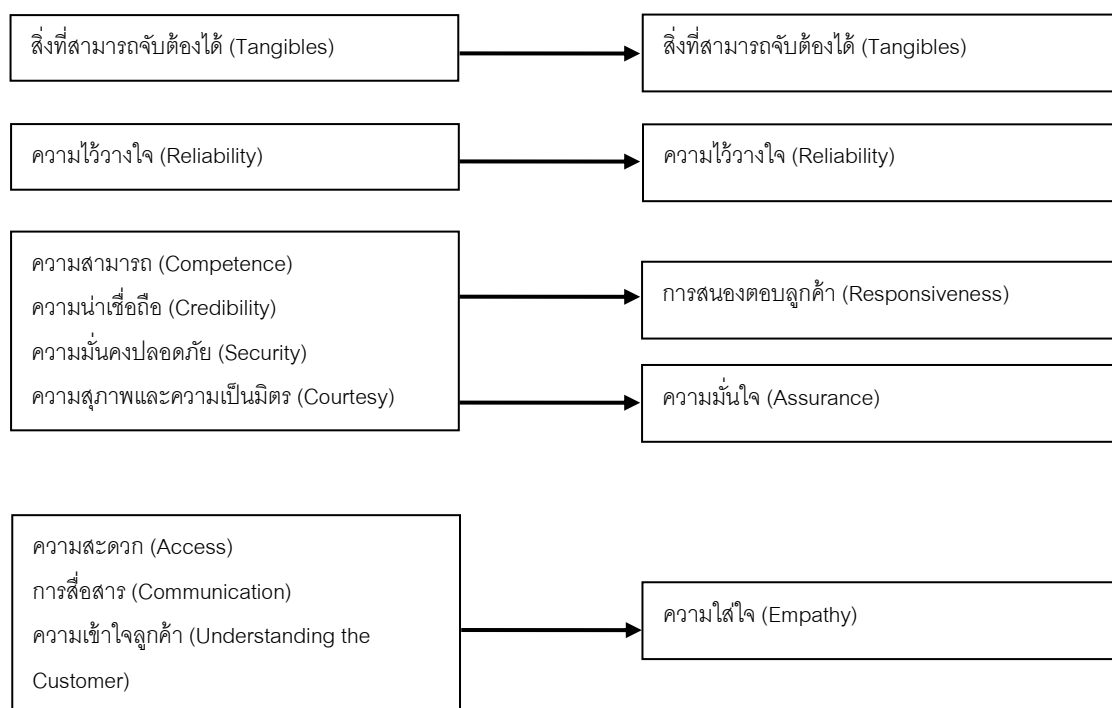 สิ่งที่สามารถจับต้องได้ (Tangibles)
สิ่งที่สามารถจับต้องได้ (Tangibles)
ความไว้วางใจ (Reliability)
ความไว้วางใจ (Reliability)
ความสามารถ (Competence)
ความน่าเชื่อถือ (Credibility)
ความมั่นคงปลอดภัย (Security)
ความสุภาพและความเป็นมิตร (Courtesy)
การสนองตอบลูกค้า (Responsiveness)
ความมั่นใจ (Assurance)
ความสะดวก (Access)
การสื่อสาร (Communication)
ความเข้าใจลูกค้า (Understanding the
Customer)
ความใส่ใจ (Empathy)